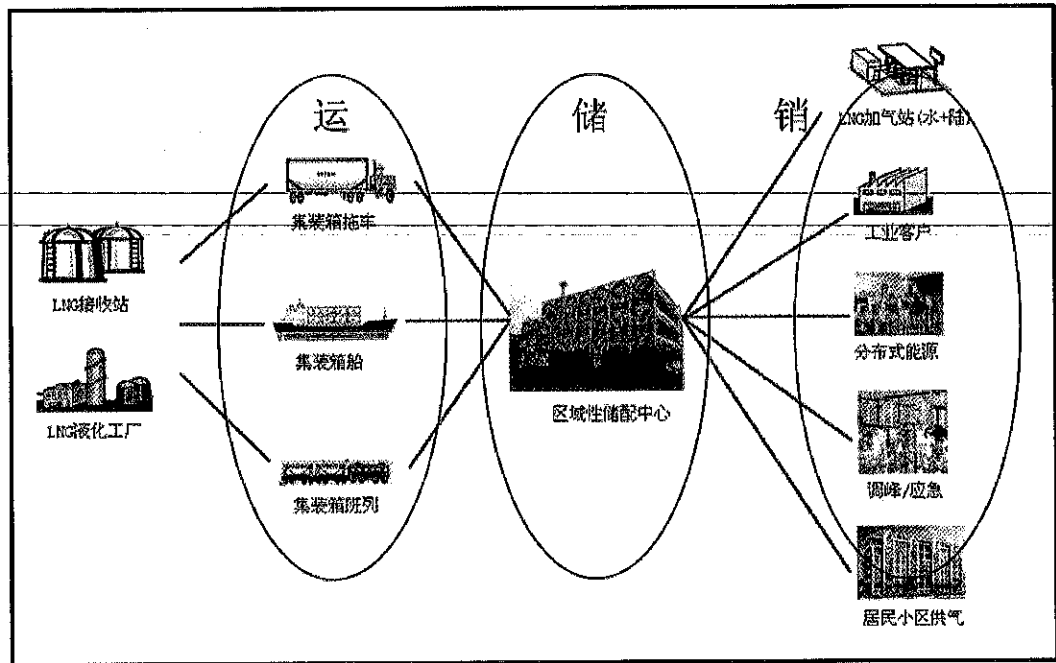 运
储
销
LNG加气站(水+陆)
集装箱拖车
工业客户
LNG接收站
集装箱船
分布式能源
LNG液化工厂
区域性储配中心
集装箱班列
调峰/应急
居民小区供气